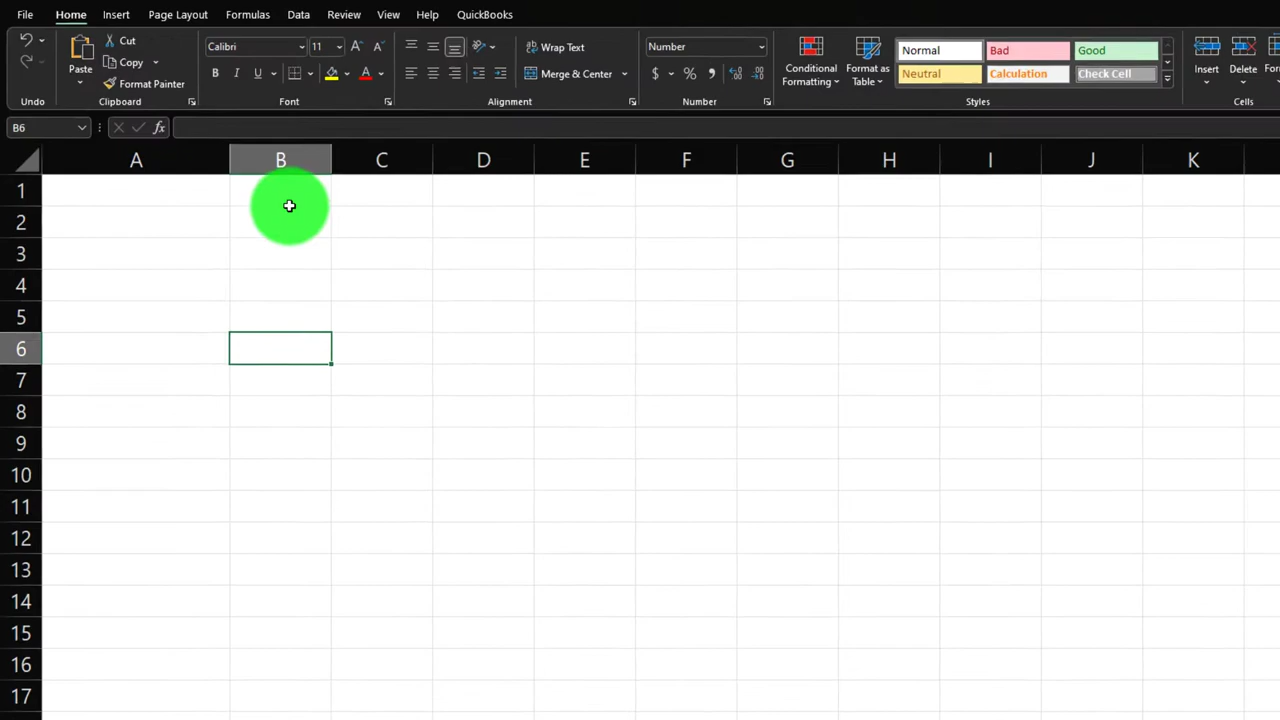 File Home Insert Page Layout Formulas Data Review View Help QuickBooks
Cut
Copy
Format Painter
Paste
Undo Clipboard
Calibri 11
B I U A
Font
Wrap Text
Merge & Center
Alignment
Number
$ %
Number
Conditional
Formatting
Format as
Table
Normal Bad Good
Neutral Calculation Check Cell
Styles
Insert Delete
Cells
B6 fx
A B C D E F G H I J K
1
2
3
4
5
6
7
8
9
10
11
12
13
14
15
16
17